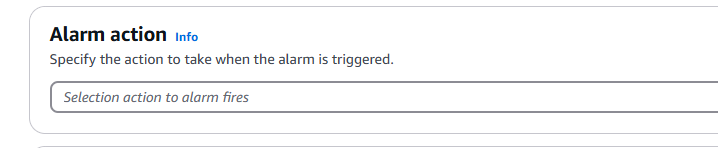 Alarm action Info
Specify the action to take when the alarm is triggered.
Selection action to alarm fires